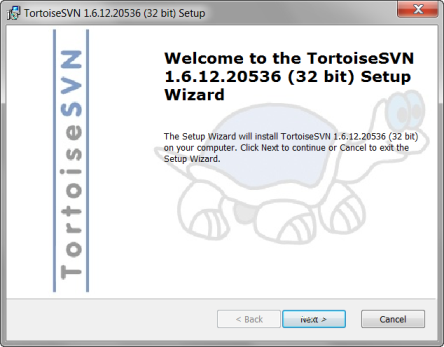 TortoiseSVN 1.6.12.20536 (32 bit) Setup
TortoiseSVN
Welcome to the TortoiseSVN
1.6.12.20536 (32 bit) Setup
Wizard
The Setup Wizard will install TortoiseSVN 1.6.12.20536 (32 bit)
on your computer. Click Next to continue or Cancel to exit the
Setup Wizard.
< Back
Next >
Cancel